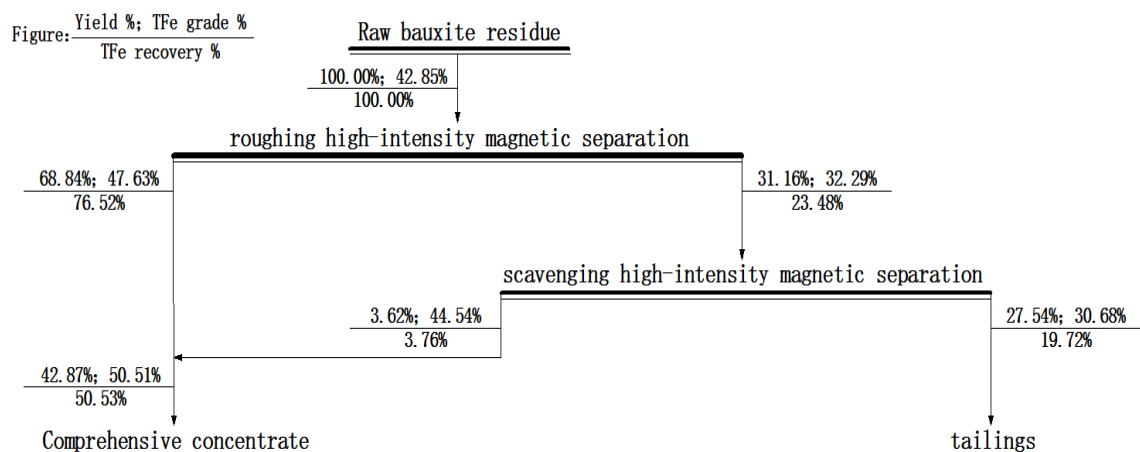 Figure: Yield %; TFe grade %
TFe recovery %
Raw bauxite residue
100.00%; 42.85%
100.00%
roughing high-intensity magnetic separation
68.84%; 47.63%
76.52%
31.16%; 32.29%
23.48%
scavenging high-intensity magnetic separation
3.62%; 44.54%
3.76%
27.54%; 30.68%
19.72%
42.87%; 50.51%
50.53%
Comprehensive concentrate
tailings